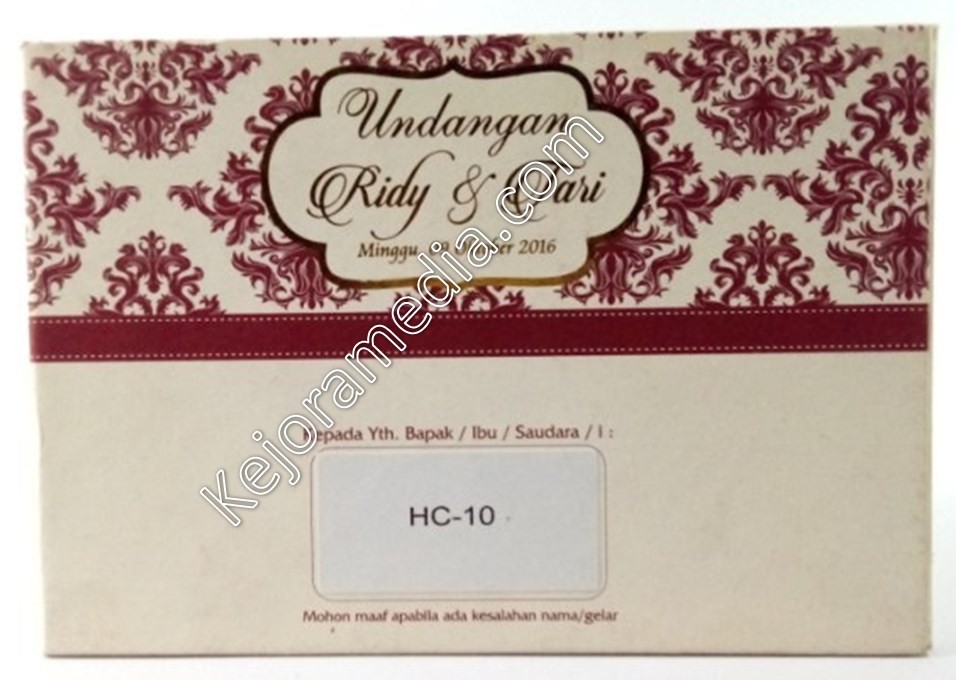 Undangan
Ridy &
Minggu, 2016
Kejoramedia.com
Kepada Yth. Bapak / Ibu / Saudara / I :
HC-10
Mohon maaf apabila ada kesalahan nama/gelar